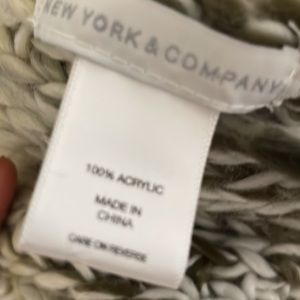 NEW YORK & COMPANY
100% ACRYLIC
MADE IN
CHINA
CARE ON REVERSE